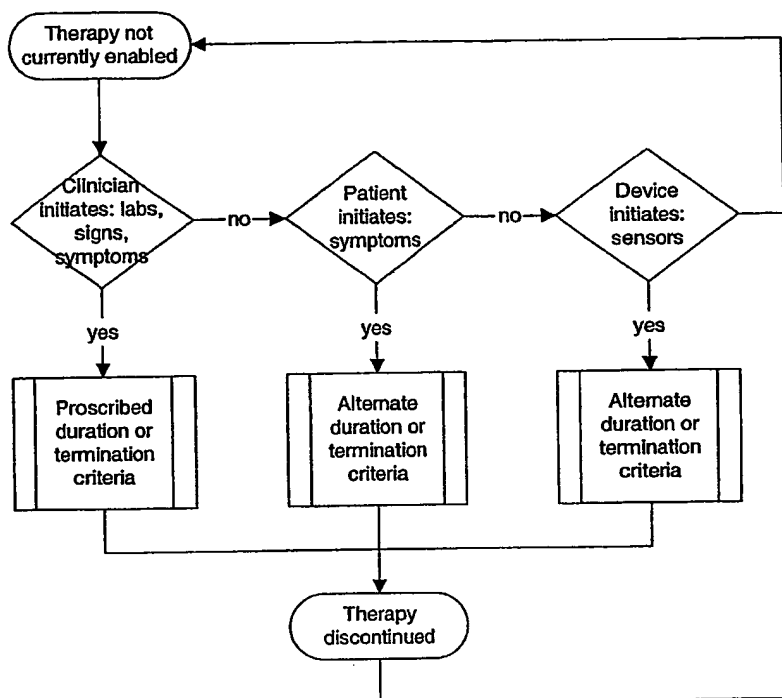 Therapy not
currently enabled
Clinician
initiates: labs,
signs,
symptoms
no
Patient
initiates:
symptoms
no
Device
initiates:
sensors
yes
yes
yes
Proscribed
duration or
termination
criteria
Alternate
duration or
termination
criteria
Alternate
duration or
termination
criteria
Therapy
discontinued